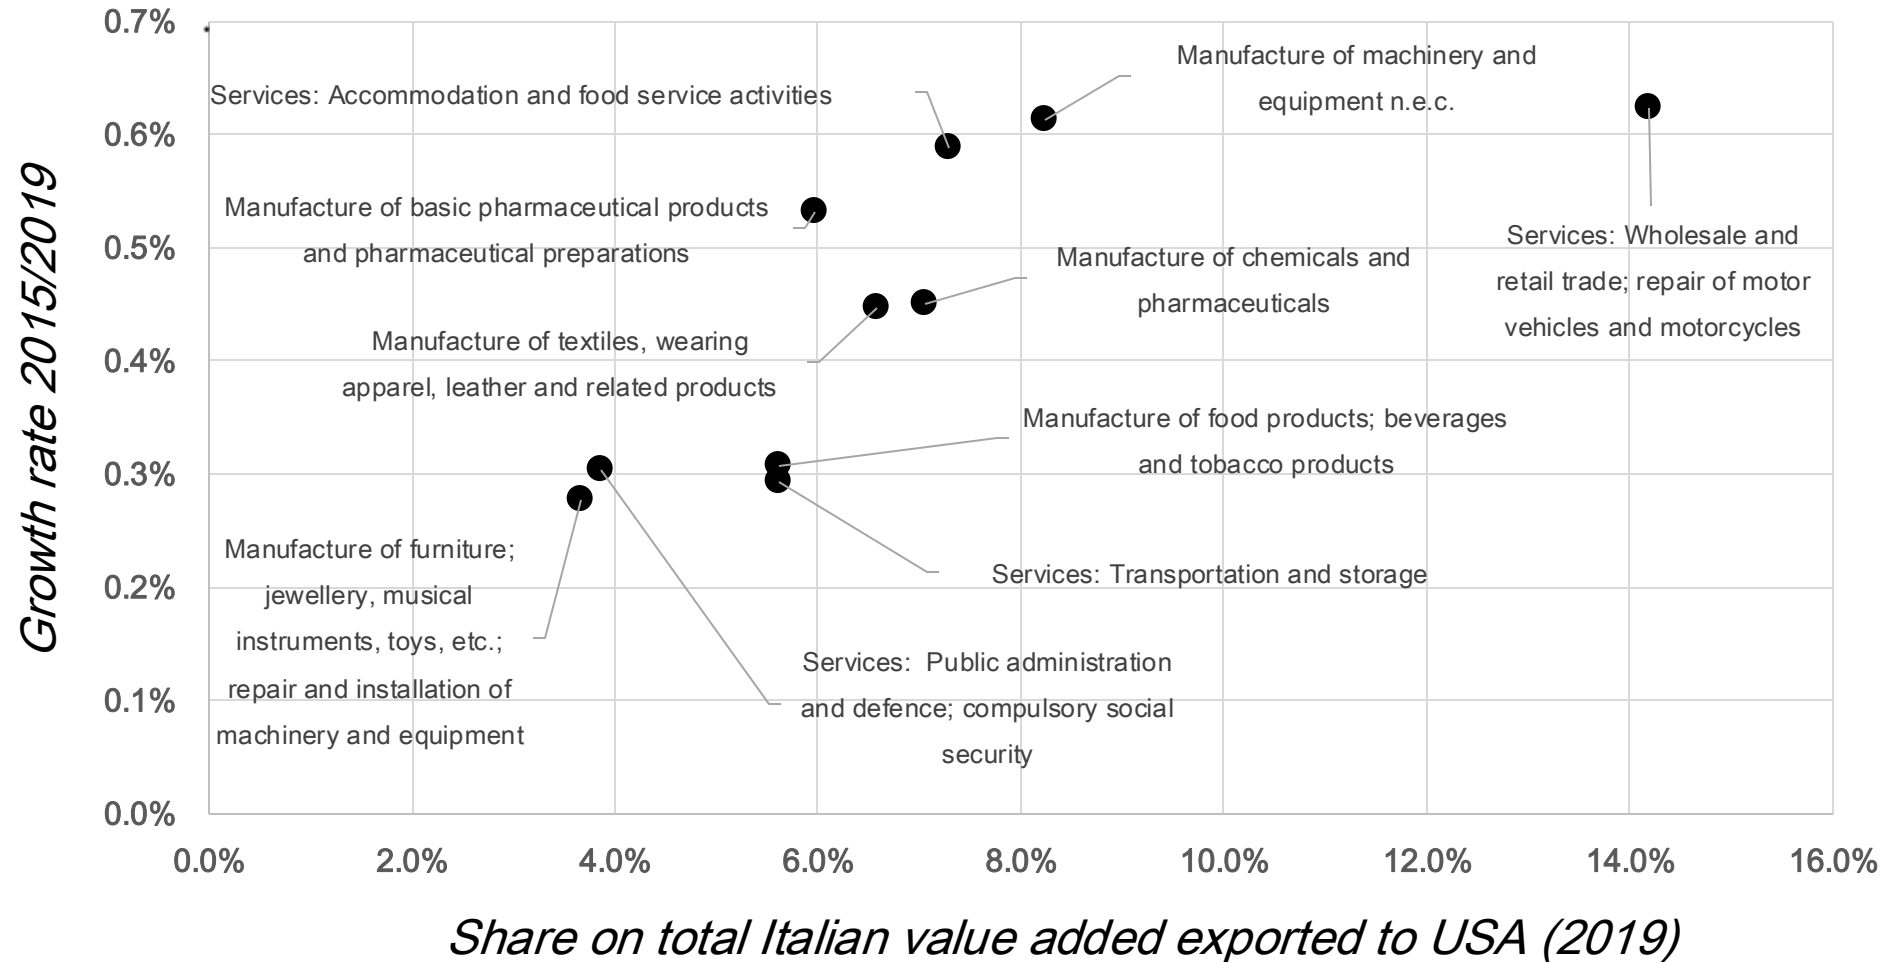 0.7%
0.6%
0.5%
0.4%
0.3%
0.2%
0.1%
0.0%
Growth rate 2015/2019
Manufacture of machinery and
equipment n.e.c.
Services: Accommodation and food service activities
Manufacture of basic pharmaceutical products
and pharmaceutical preparations
Services: Wholesale and
retail trade; repair of motor
vehicles and motorcycles
Manufacture of chemicals and
pharmaceuticals
Manufacture of textiles, wearing
apparel, leather and related products
Manufacture of food products; beverages
and tobacco products
Services: Transportation and storage
Manufacture of furniture;
jewellery, musical
instruments, toys, etc.;
repair and installation of
machinery and equipment
Services:  Public administration
and defence; compulsory social
security
0.0% 2.0% 4.0% 6.0% 8.0% 10.0% 12.0% 14.0% 16.0%
Share on total Italian value added exported to USA (2019)